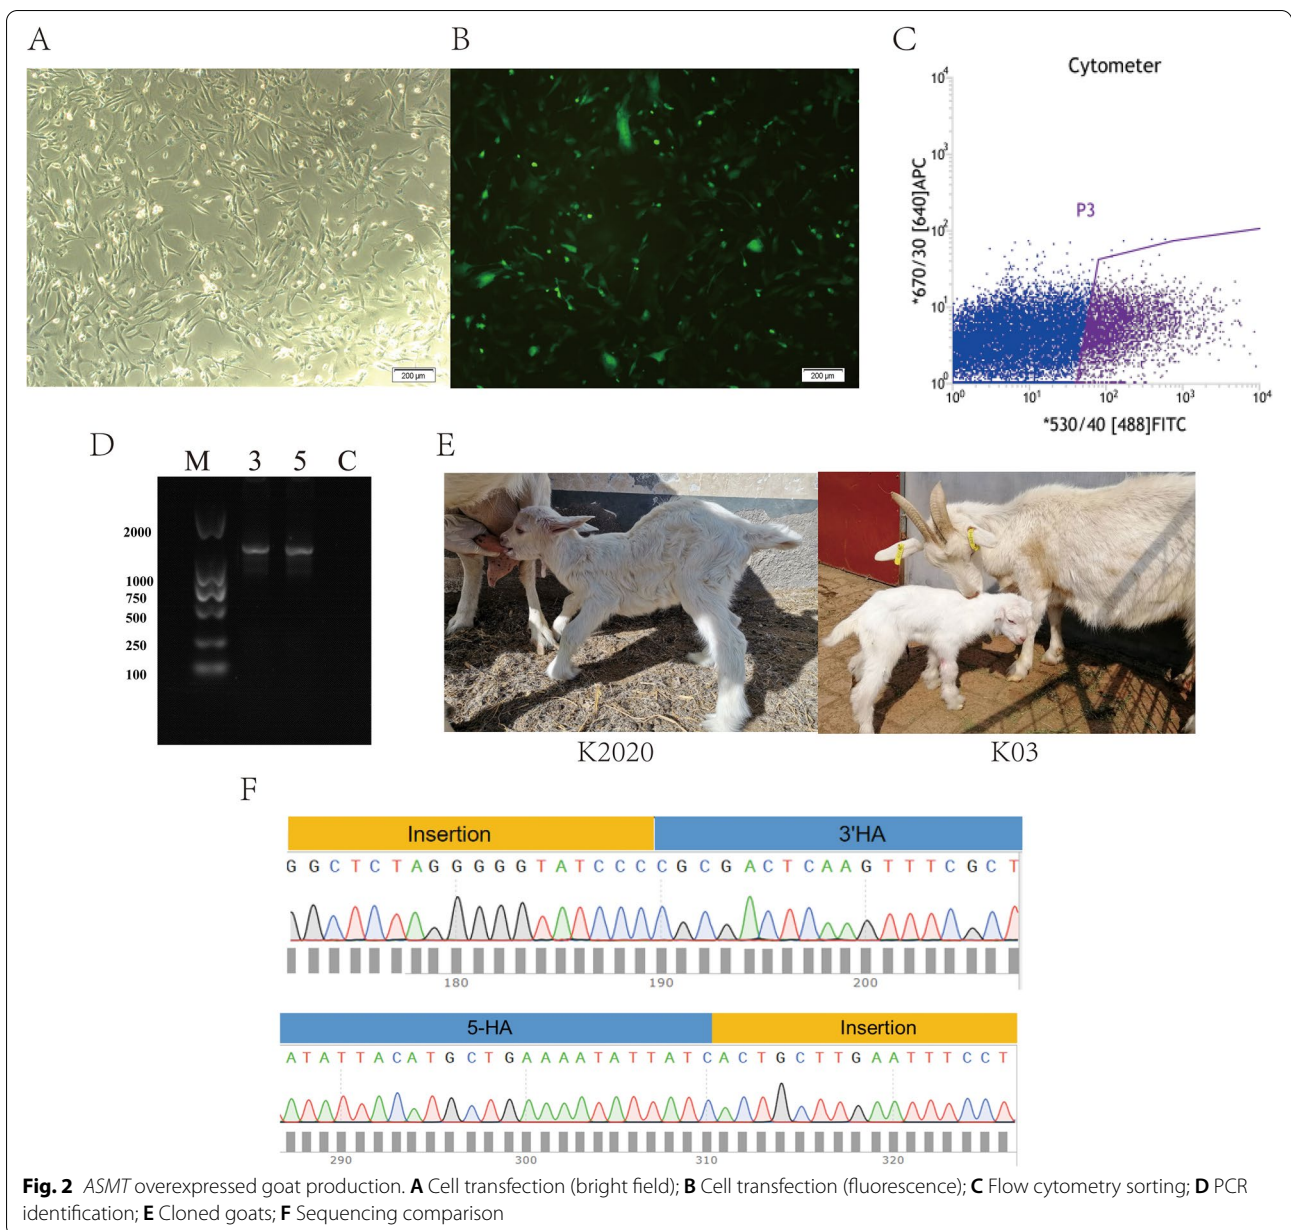 A
B
C
200 µm
200 µm
Cytometer
10⁴
10³
10²
10¹
10⁰
*670/30 [640]APC
P3
10⁰ 10¹ 10² 10³ 10⁴
*530/40 [488]FITC
D
M 3 5 C
2000
1000
750
500
250
100
E
K2020
K03
F
Insertion 3'HA
G G C T C T A G G G G G T A T C C C C G C G A C T C A A G T T T C G C T
180 190 200
5-HA Insertion
A T A T T A C A T G C T G A A A A T A T T A T C A C T G C T T G A A T T T C C T
290 300 310 320
Fig. 2 ASMT overexpressed goat production. A Cell transfection (bright field); B Cell transfection (fluorescence); C Flow cytometry sorting; D PCR
identification; E Cloned goats; F Sequencing comparison